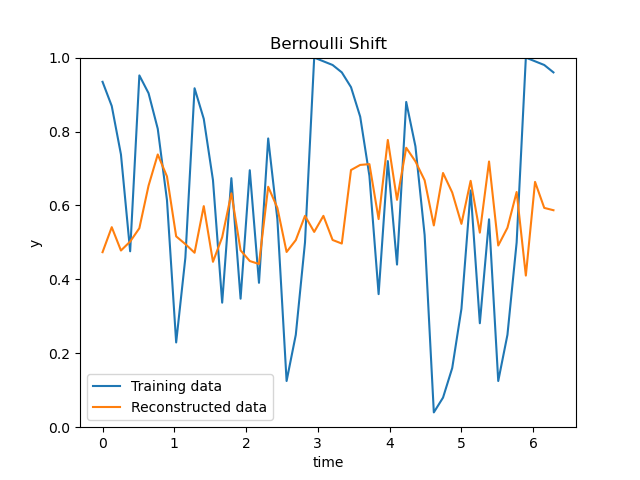 Bernoulli Shift
1.0
0.8
0.6
0.4
0.2
0.0
y
Training data
Reconstructed data
0 1 2 3 4 5 6
time